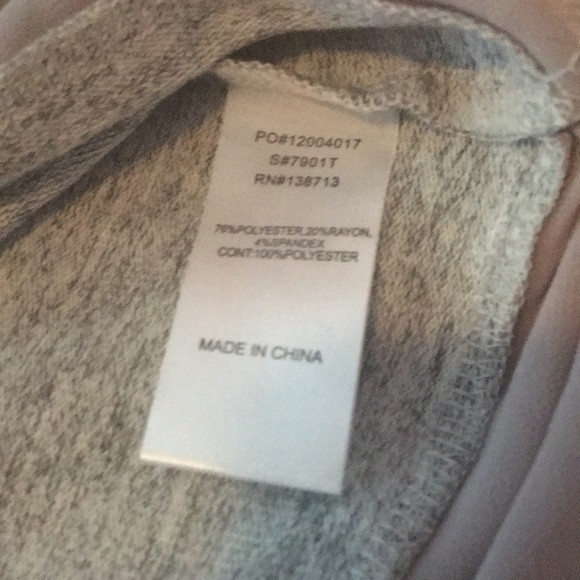 PO#12004017
S#7901T
RN#138713
76%POLYESTER,20%RAYON,
4%SPANDEX
CONT:100%POLYESTER
MADE IN CHINA